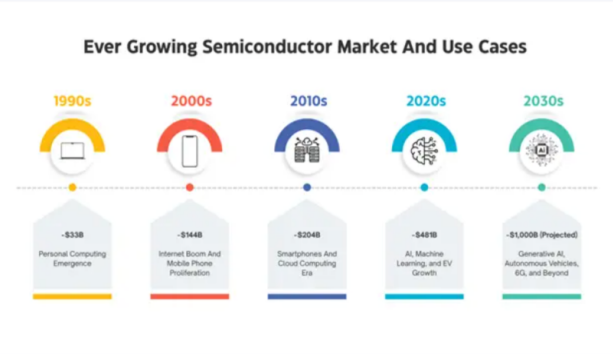 Ever Growing Semiconductor Market And Use Cases
1990s
2000s
2010s
2020s
2030s
AI
~$33B
Personal Computing
Emergence
~$144B
Internet Boom And
Mobile Phone
Proliferation
~$204B
Smartphones And
Cloud Computing
Era
~$481B
AI, Machine
Learning, and EV
Growth
~$1,000B (Projected)
Generative AI,
Autonomous Vehicles,
6G, and Beyond